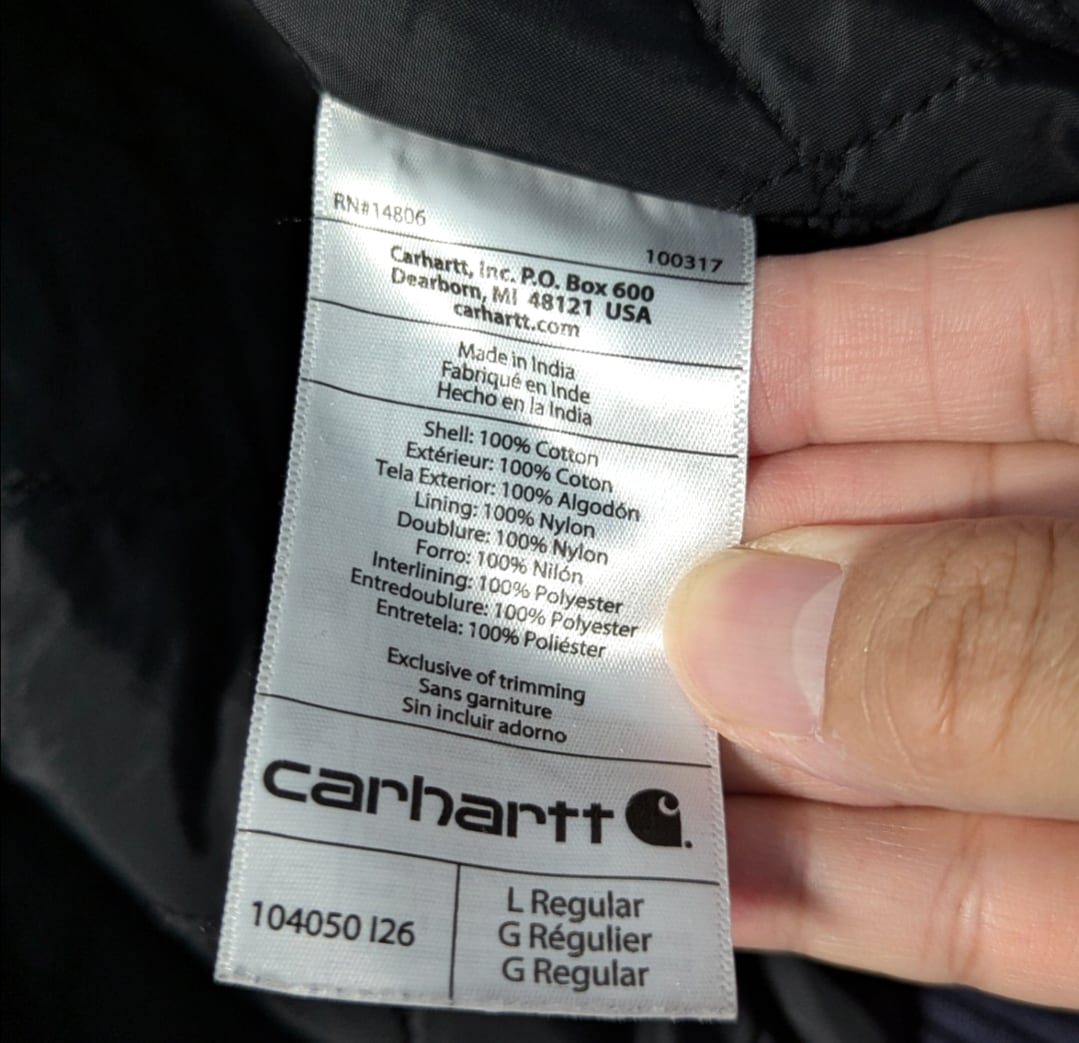 RN#14806
100317
Carhartt, Inc. P.O. Box 600
Dearborn, MI 48121 USA
carhartt.com
Made in India
Fabriqué en Inde
Hecho en la India
Shell: 100% Cotton
Extérieur: 100% Coton
Tela Exterior: 100% Algodón
Lining: 100% Nylon
Doublure: 100% Nylon
Forro: 100% Nilón
Interlining: 100% Polyester
Entredoublure: 100% Polyester
Entretela: 100% Poliéster
Exclusive of trimming
Sans garniture
Sin incluir adorno
carhartt
104050 I26
L Regular
G Régulier
G Regular